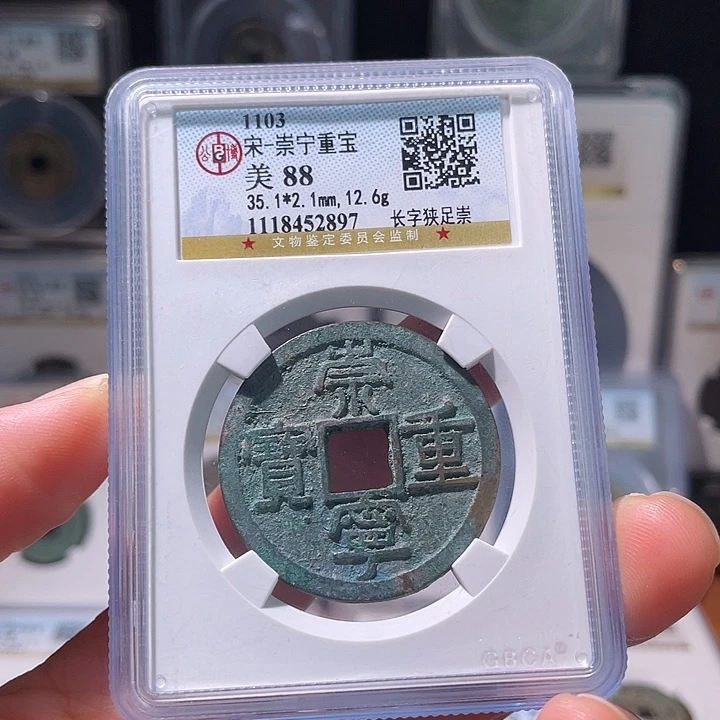 1103
宋-崇宁重宝
美 88
35.1*2.1mm,12.6g
1118452897 长字狭足崇
★ 文物鉴定委员会监制 ★
崇
寶 重
寧
GBCA